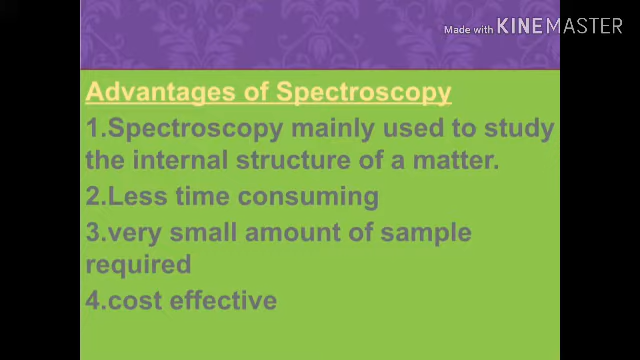 Made with KINEMASTER
Advantages of Spectroscopy
1.Spectroscopy mainly used to study
the internal structure of a matter.
2.Less time consuming
3.very small amount of sample
required
4.cost effective